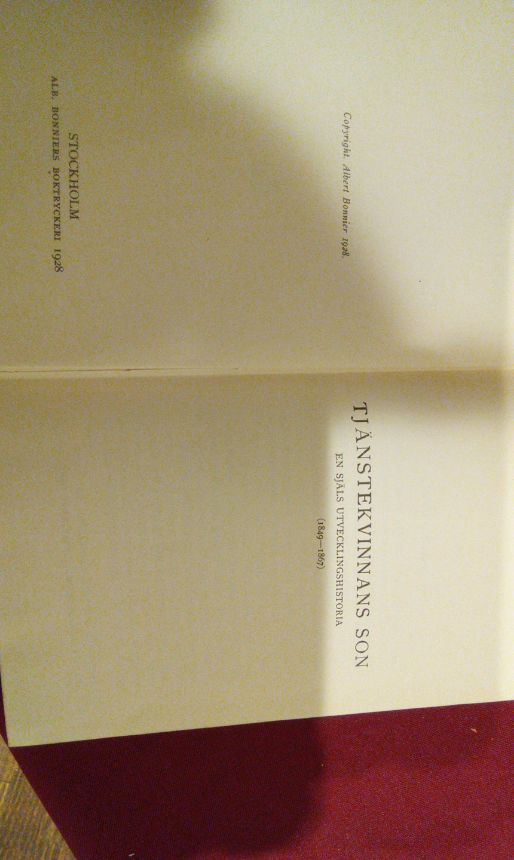 Copyright. Albert Bonnier 1928.
STOCKHOLM
ALB. BONNIERS BOKTRYCKERI 1928
TJÄNSTEKVINNANS SON
EN SJÄLS UTVECKLINGSHISTORIA
(1849—1867)